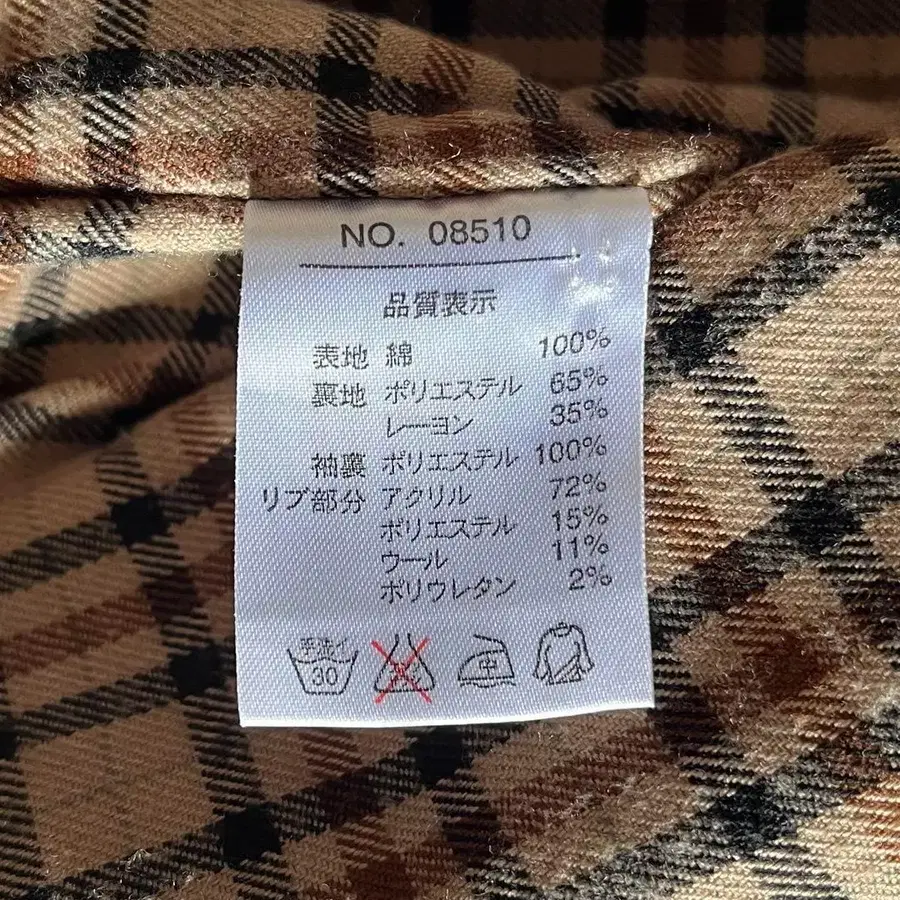 NO. 08510
品質表示
表地 綿 100%
裏地 ポリエステル 65%
レーヨン 35%
袖裏 ポリエステル 100%
リブ部分 アクリル 72%
ポリエステル 15%
ウール 11%
ポリウレタン 2%
手洗イ 30 中